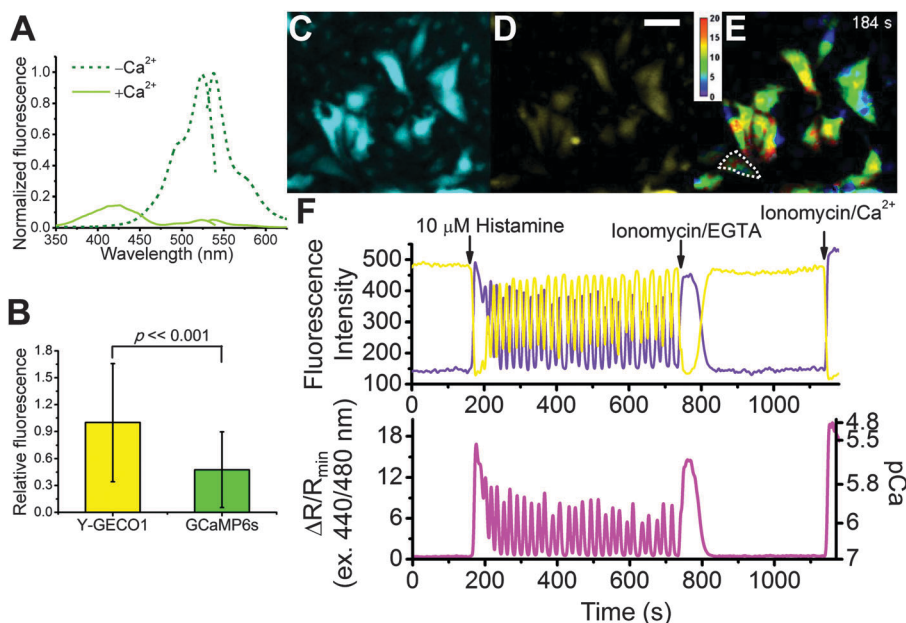 A
−Ca2+
+Ca2+
Normalized fluorescence
1.0
0.8
0.6
0.4
0.2
0.0
350 400 450 500 550 600
Wavelength (nm)
B
p << 0.001
Relative fluorescence
1.8
1.5
1.2
0.9
0.6
0.3
0.0
Y-GECO1 GCaMP6s
C
D
E
184 s
20
15
10
5
0
F
10 µM Histamine
Ionomycin/EGTA
Ionomycin/Ca2+
Fluorescence
Intensity
500
400
300
200
100
0 200 400 600 800 1000
ΔR/Rmin
(ex. 440/480 nm)
18
12
6
0
4.8
5.5
5.8
6
7
pCa
0 200 400 600 800 1000
Time (s)